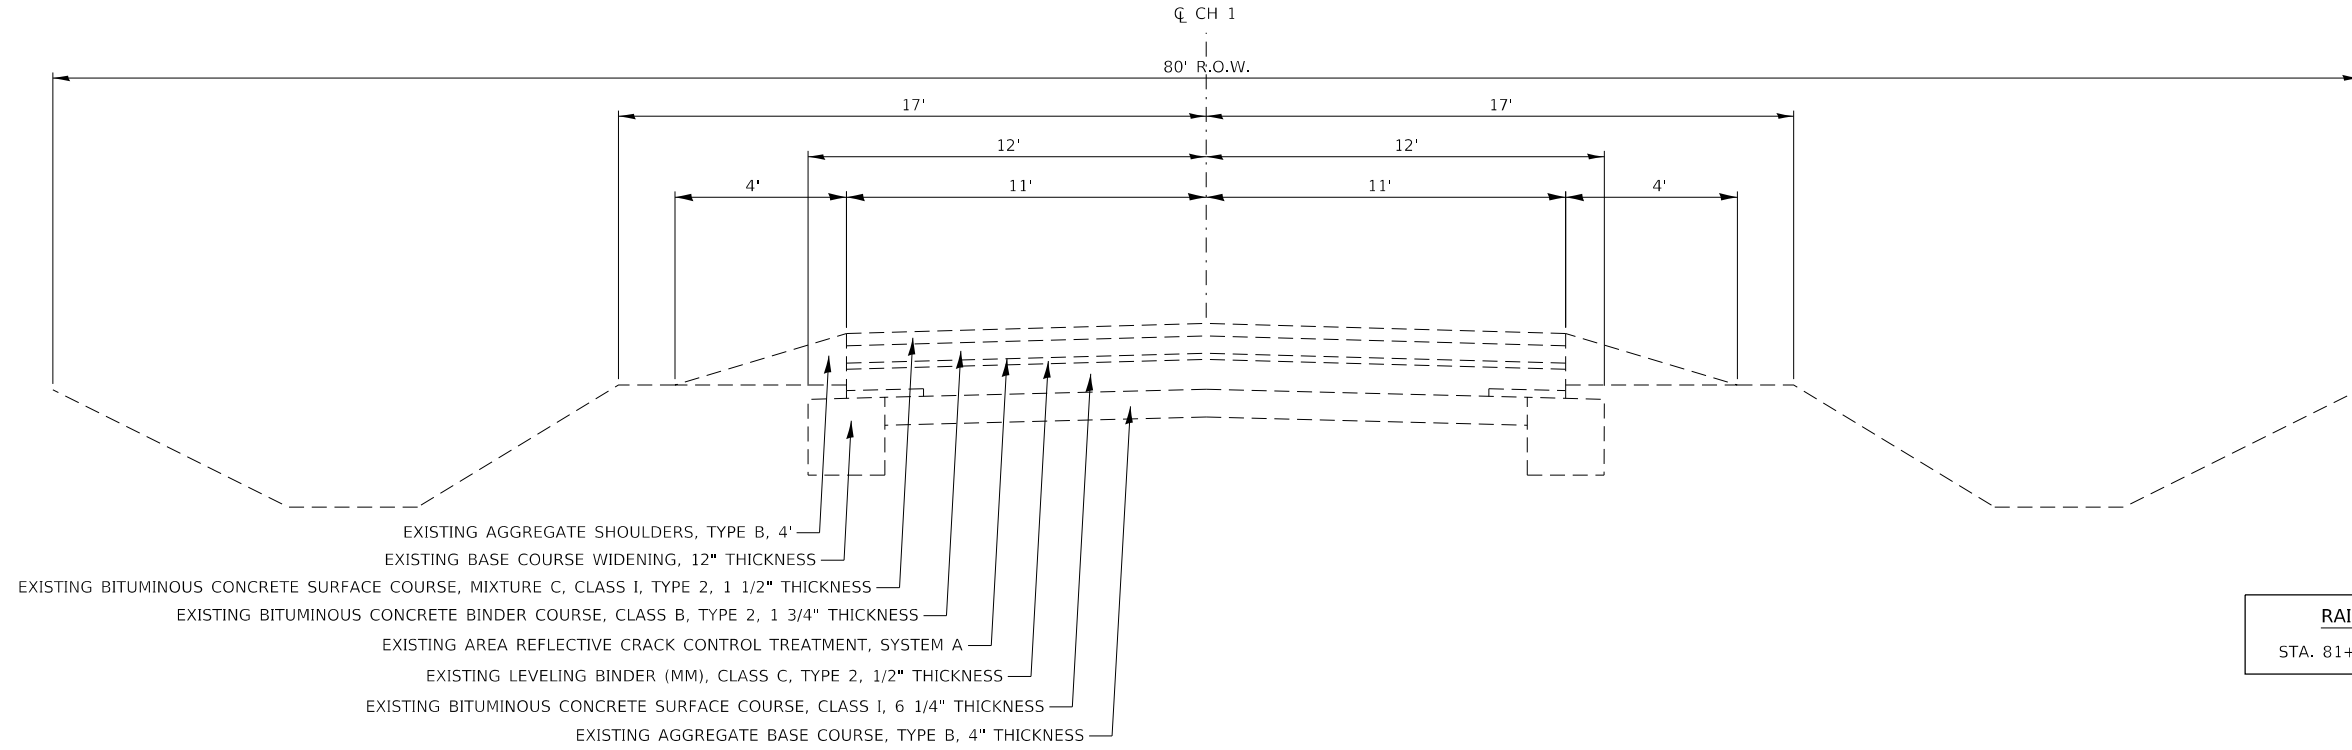 ℄ CH 1
80' R.O.W.
17' 17'
12' 12'
4' 11' 11' 4'
EXISTING AGGREGATE SHOULDERS, TYPE B, 4'
EXISTING BASE COURSE WIDENING, 12" THICKNESS
EXISTING BITUMINOUS CONCRETE SURFACE COURSE, MIXTURE C, CLASS I, TYPE 2, 1 1/2" THICKNESS
EXISTING BITUMINOUS CONCRETE BINDER COURSE, CLASS B, TYPE 2, 1 3/4" THICKNESS
EXISTING AREA REFLECTIVE CRACK CONTROL TREATMENT, SYSTEM A
EXISTING LEVELING BINDER (MM), CLASS C, TYPE 2, 1/2" THICKNESS
EXISTING BITUMINOUS CONCRETE SURFACE COURSE, CLASS I, 6 1/4" THICKNESS
EXISTING AGGREGATE BASE COURSE, TYPE B, 4" THICKNESS
RAI
STA. 81+